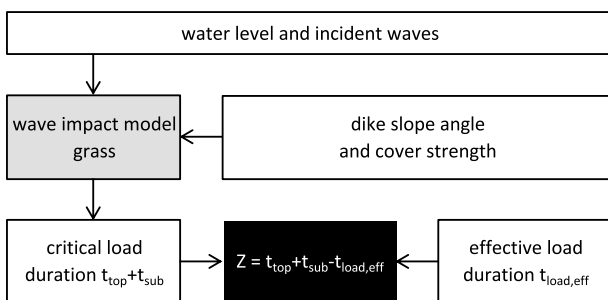 water level and incident waves
wave impact model
grass
dike slope angle
and cover strength
critical load
duration t_top+t_sub
Z = t_top+t_sub-t_load,eff
effective load
duration t_load,eff